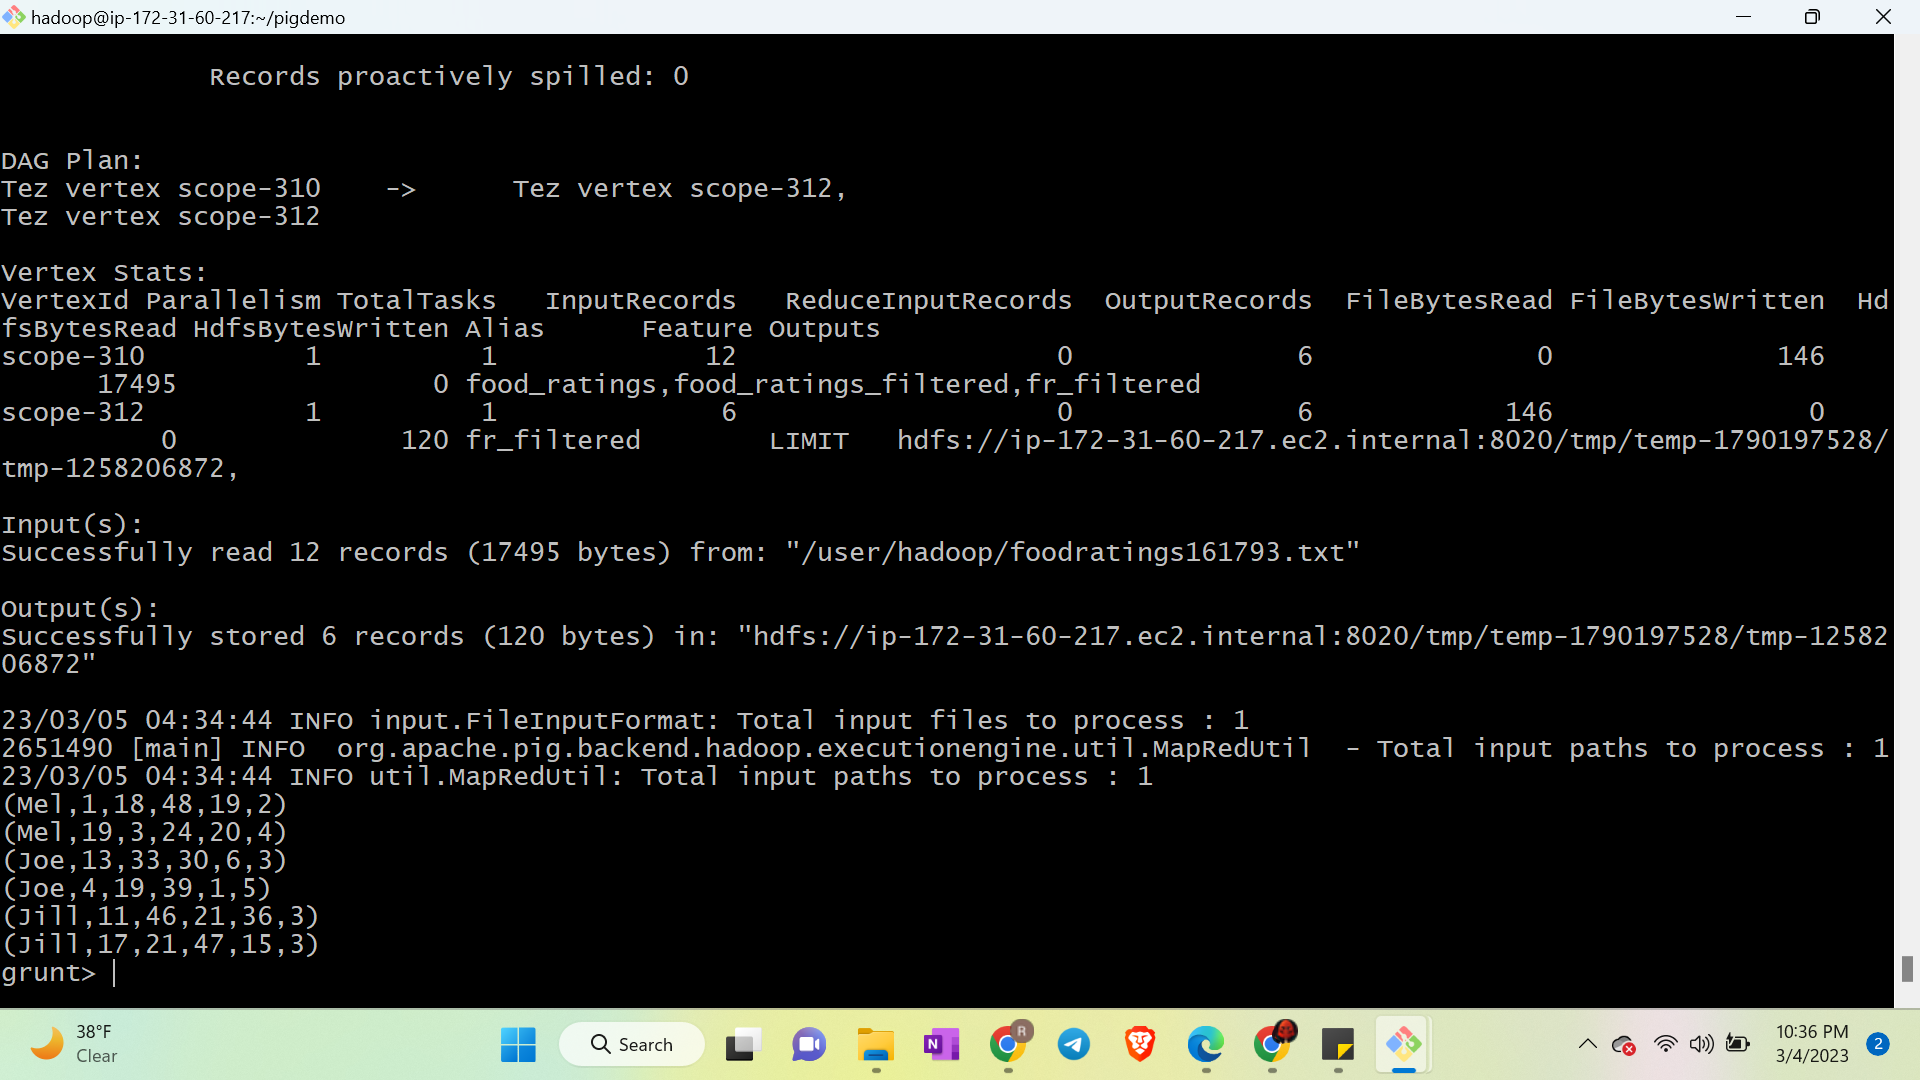 hadoop@ip-172-31-60-217:~/pigdemo
Records proactively spilled: 0
DAG Plan:
Tez vertex scope-310    ->      Tez vertex scope-312,
Tez vertex scope-312
Vertex Stats:
VertexId Parallelism TotalTasks   InputRecords   ReduceInputRecords  OutputRecords  FileBytesRead FileBytesWritten  Hd
fsBytesRead HdfsBytesWritten Alias      Feature Outputs
scope-310          1          1             12                    0              6              0              146
      17495                0 food_ratings,food_ratings_filtered,fr_filtered
scope-312          1          1              6                    0              6            146                0
          0              120 fr_filtered        LIMIT   hdfs://ip-172-31-60-217.ec2.internal:8020/tmp/temp-1790197528/
tmp-1258206872,
Input(s):
Successfully read 12 records (17495 bytes) from: "/user/hadoop/foodratings161793.txt"
Output(s):
Successfully stored 6 records (120 bytes) in: "hdfs://ip-172-31-60-217.ec2.internal:8020/tmp/temp-1790197528/tmp-12582
06872"
23/03/05 04:34:44 INFO input.FileInputFormat: Total input files to process : 1
2651490 [main] INFO  org.apache.pig.backend.hadoop.executionengine.util.MapRedUtil  - Total input paths to process : 1
23/03/05 04:34:44 INFO util.MapRedUtil: Total input paths to process : 1
(Mel,1,18,48,19,2)
(Mel,19,3,24,20,4)
(Joe,13,33,30,6,3)
(Joe,4,19,39,1,5)
(Jill,11,46,21,36,3)
(Jill,17,21,47,15,3)
grunt>
38°F
Clear
Search
N
R
10:36 PM
3/4/2023
2